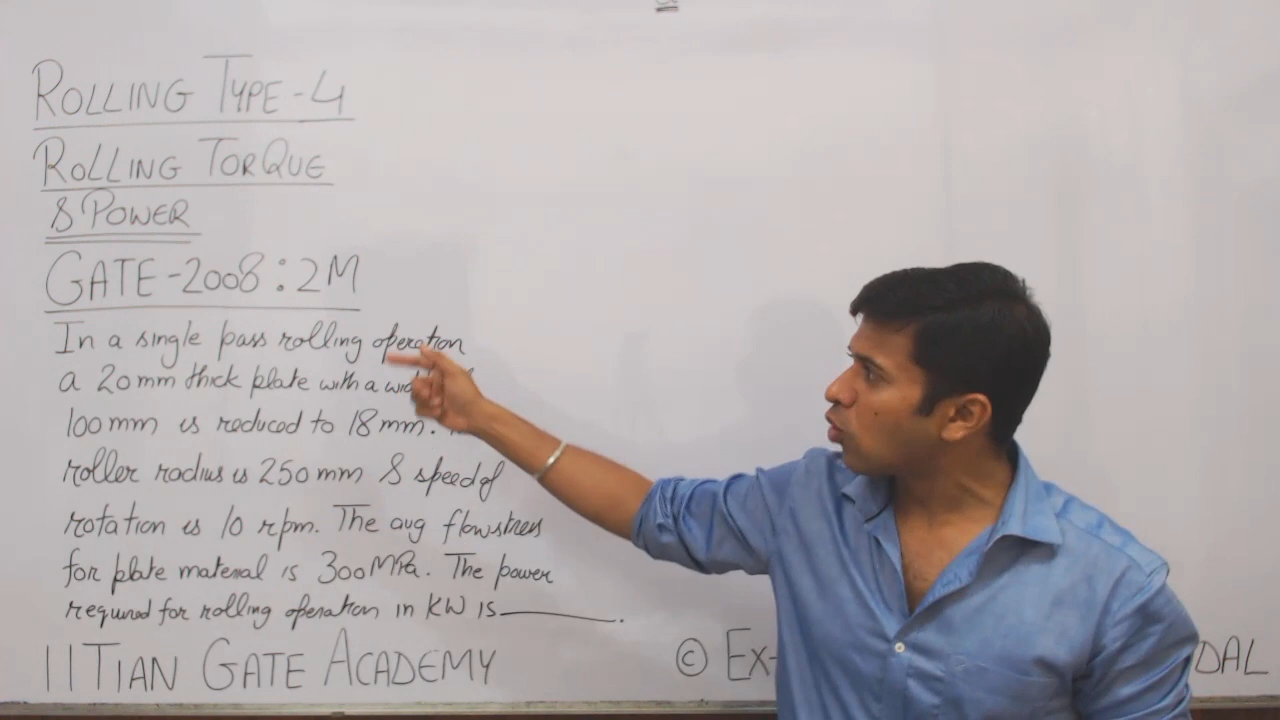 ROLLING TYPE-4
ROLLING TORQUE
& POWER
GATE-2008:2M
In a single pass rolling operation
a 20mm thick plate with a
100mm is reduced to 18mm.
roller radius is 250mm & speed of
rotation is 10 rpm. The avg flow stress
for plate material is 300MPa. The power
required for rolling operation in KW is ______.
IITIAN GATE ACADEMY
© Ex-